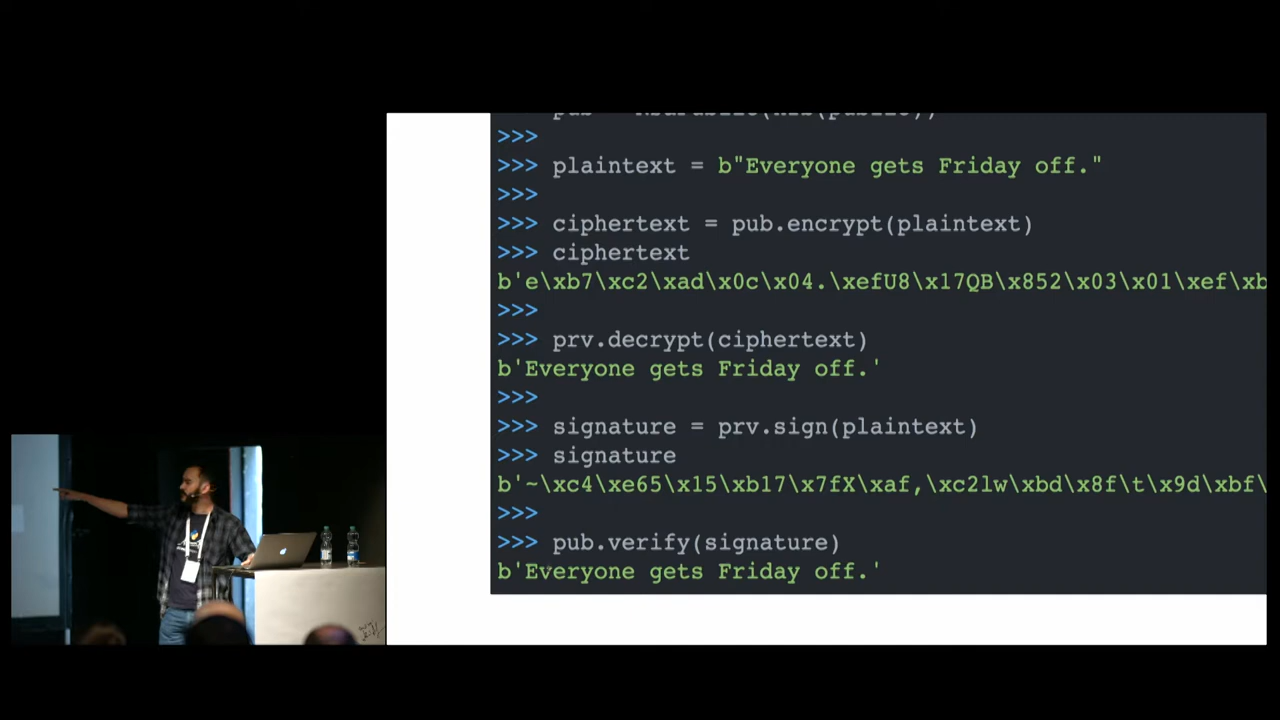 >>>
>>> plaintext = b"Everyone gets Friday off."
>>>
>>> ciphertext = pub.encrypt(plaintext)
>>> ciphertext
b'e\xb7\xc2\xad\x0c\x04.\xefU8\x17QB\x852\x03\x01\xef\xb
>>>
>>> prv.decrypt(ciphertext)
b'Everyone gets Friday off.'
>>>
>>> signature = prv.sign(plaintext)
>>> signature
b'~\xc4\xe65\x15\xb17\x7fX\xaf,\xc2lw\xbd\x8f\t\x9d\xbf\
>>>
>>> pub.verify(signature)
b'Everyone gets Friday off.'